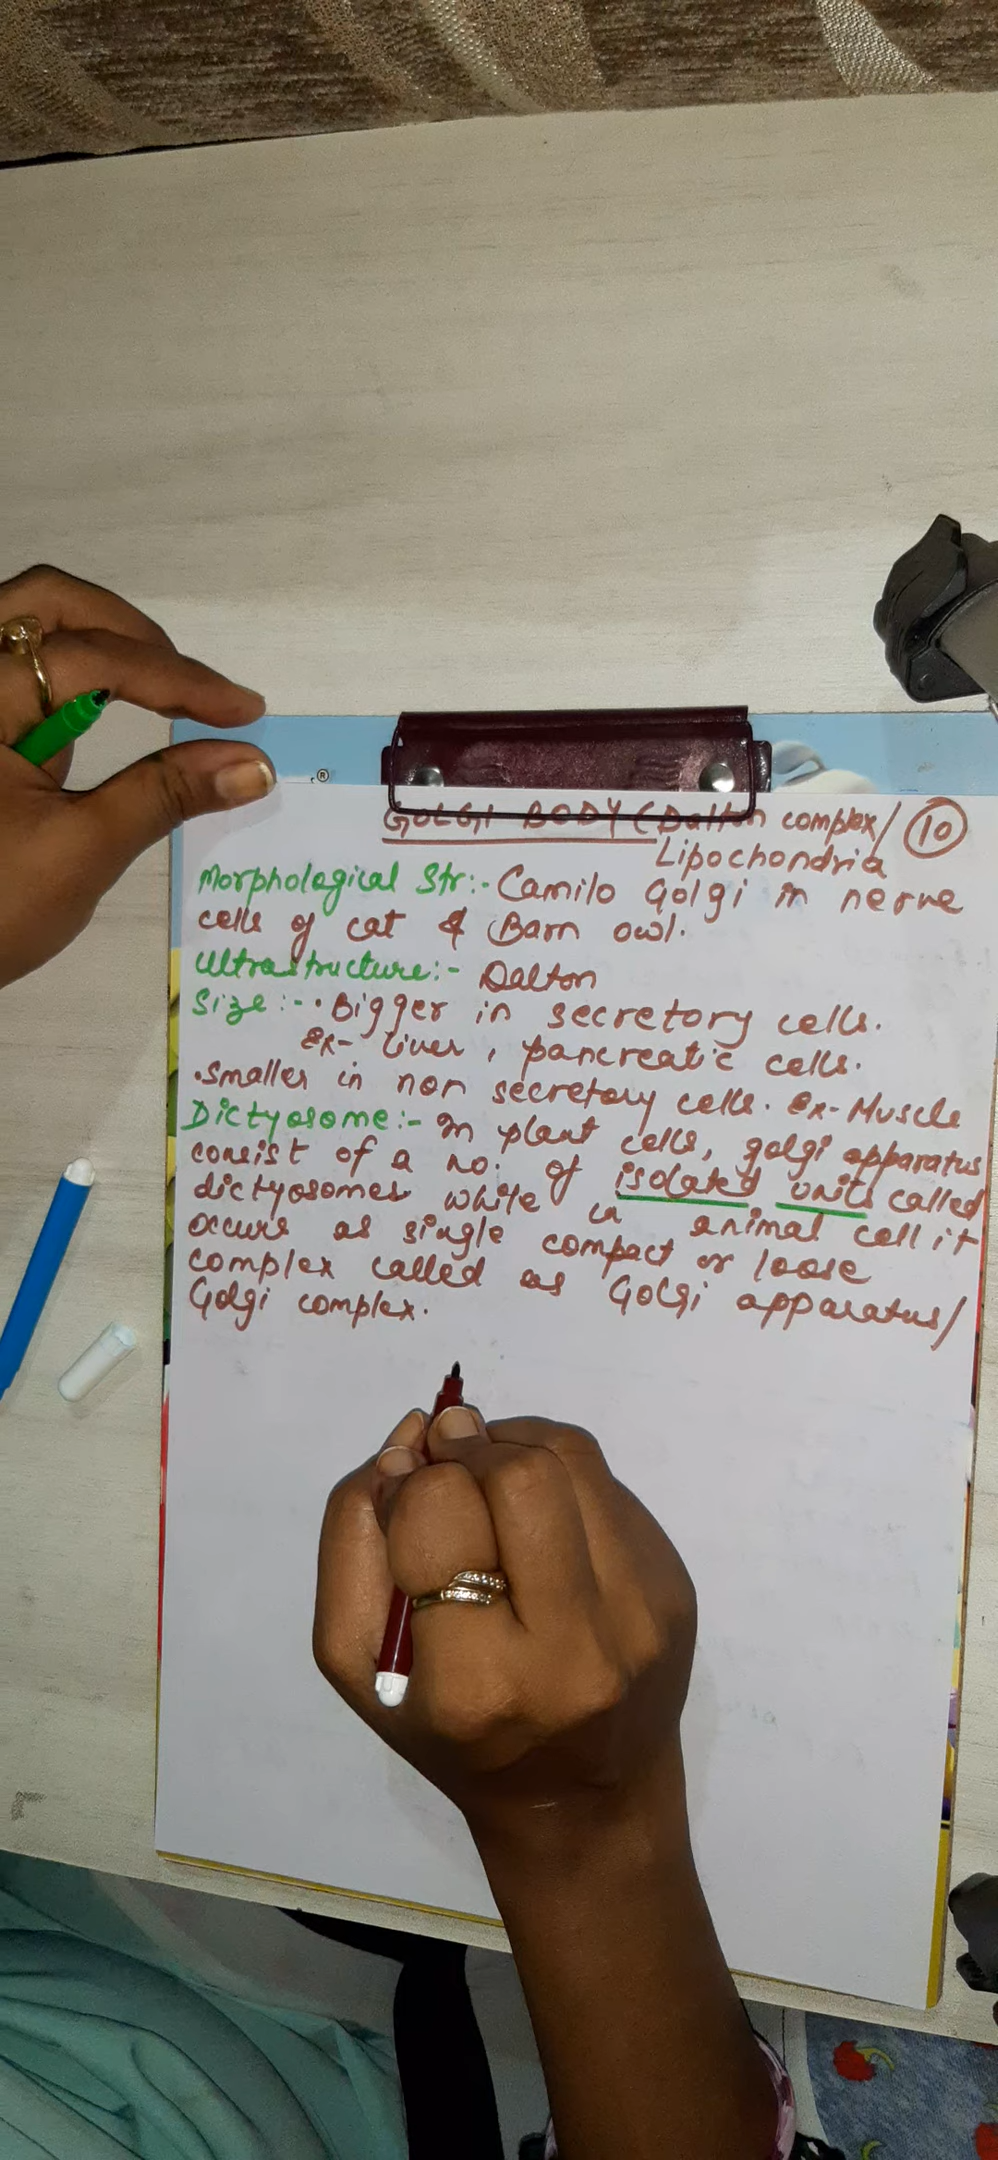 GOLGI BODY (Dalton complex/ 10
Lipochondria
Morphological Str:- Camilo Golgi in nerve
cells of cat & Barn owl.
Ultrastructure:- Dalton
Size:- • Bigger in secretory cells.
Ex- Liver, pancreatic cells.
• Smaller in non secretory cells. Ex- Muscle
Dictyosome:- In plant cells, golgi apparatus
consist of a no. of isolated units called
dictyosomes while in animal cell it
occurs as single compact or loose
complex called as Golgi apparatus/
Golgi complex.
®